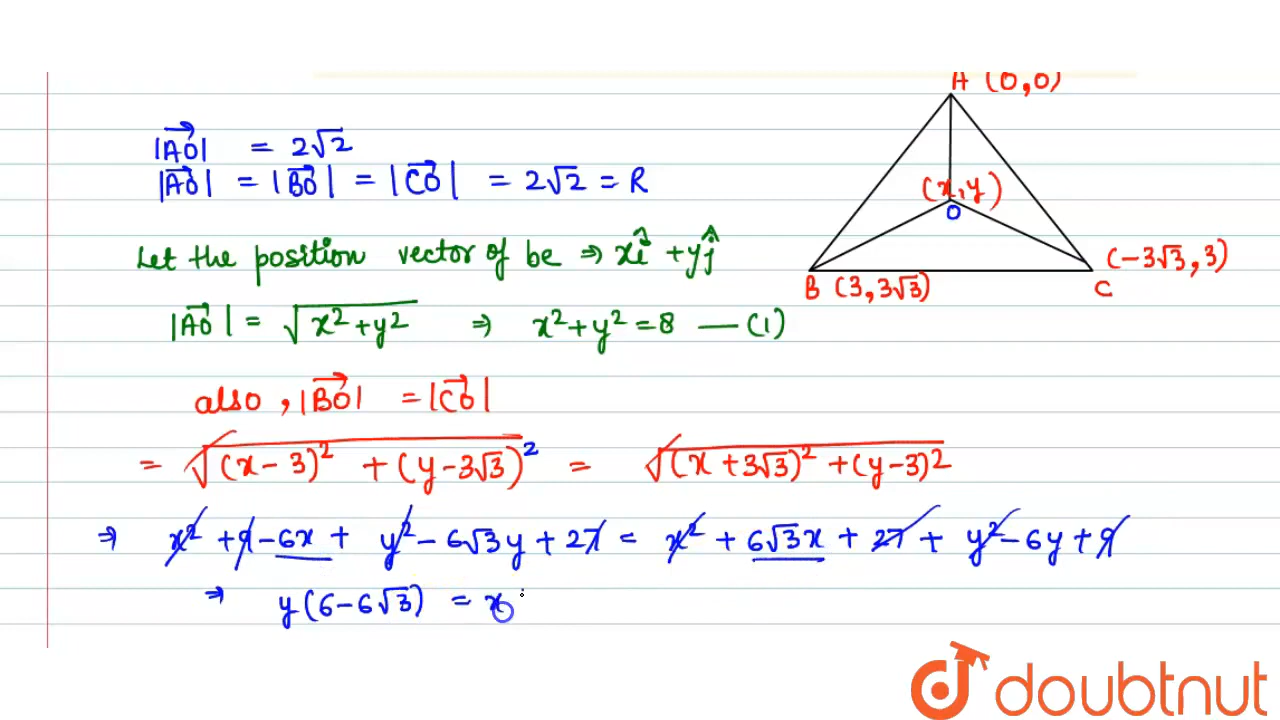 A (0,0)
|AO⃗| = 2√2
|AO⃗| = |BO⃗| = |CO⃗| = 2√2 = R
(x,y)
O
Let the position vector of be ⇒ xî + yĵ
(-3√3, 3)
B (3, 3√3)
C
|AO⃗| = √(x² + y²) ⇒ x² + y² = 8 — (1)
also, |BO⃗| = |CO⃗|
= √((x - 3)² + (y - 3√3)²) = √((x + 3√3)² + (y - 3)²)
⇒ x² + 9 - 6x + y² - 6√3y + 27 = x² + 6√3x + 27 + y² - 6y + 9
⇒ y(6 - 6√3) = x
doubtnut